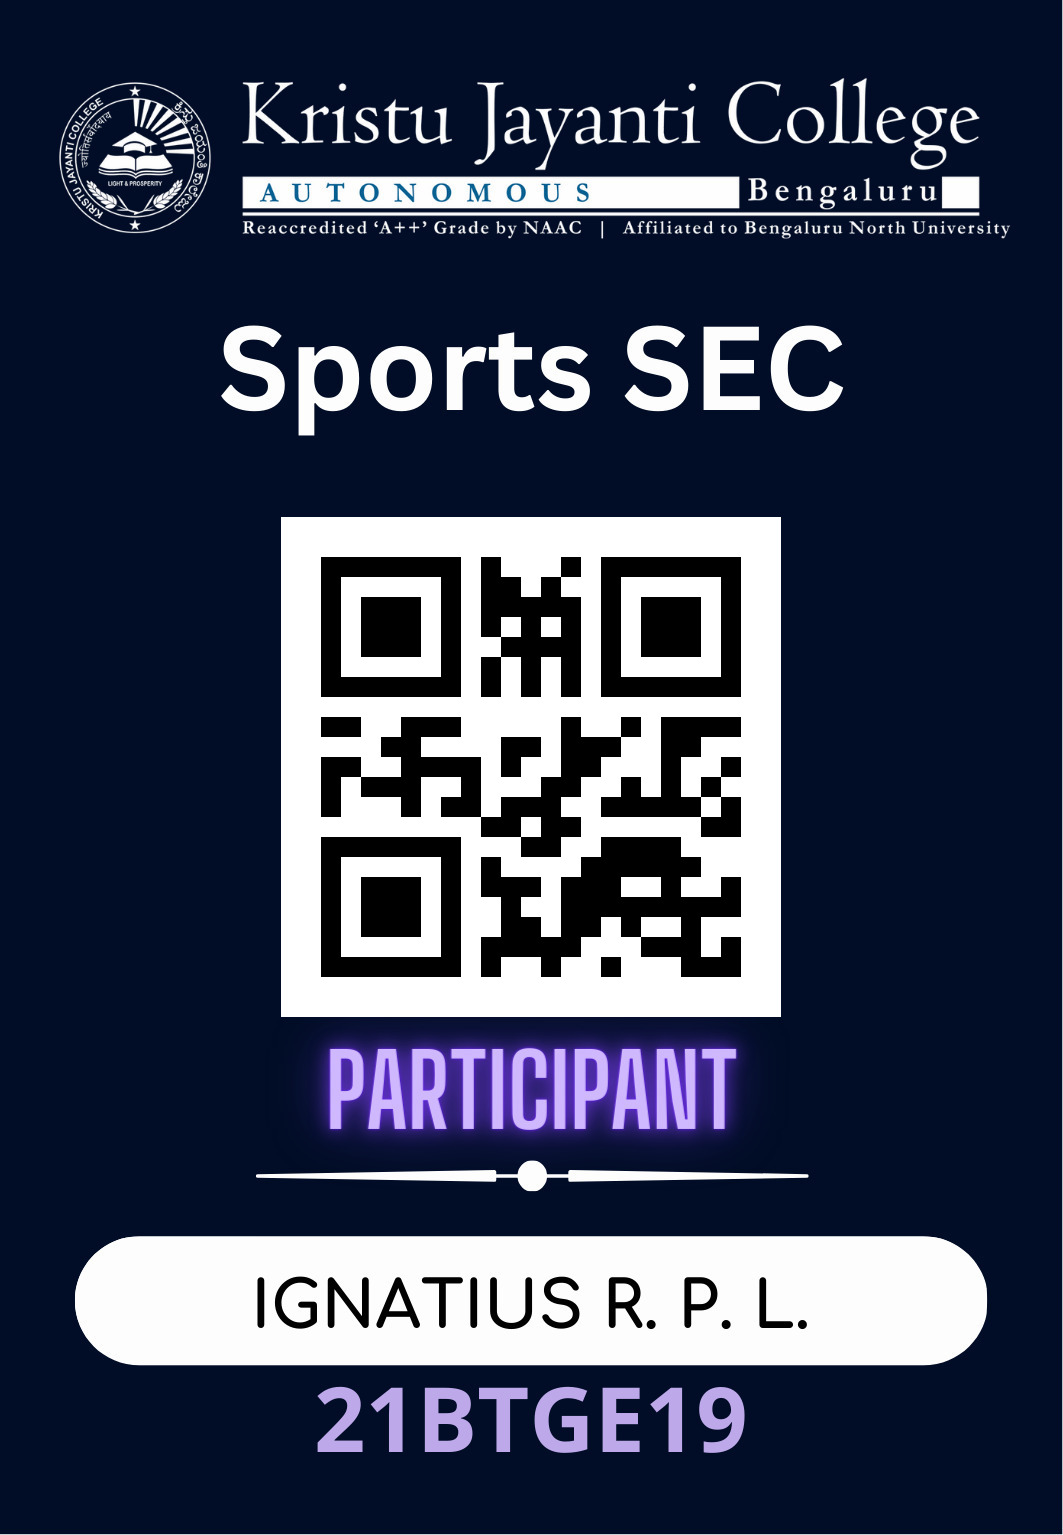 KRISTU JAYANTI COLLEGE
ಕ್ರಿಸ್ತು ಜಯಂತಿ ಕಾಲೇಜು
LIGHT & PROSPERITY
Kristu Jayanti College
AUTONOMOUS Bengaluru
Reaccredited ‘A++’ Grade by NAAC | Affiliated to Bengaluru North University
Sports SEC
PARTICIPANT
IGNATIUS R. P. L.
21BTGE19